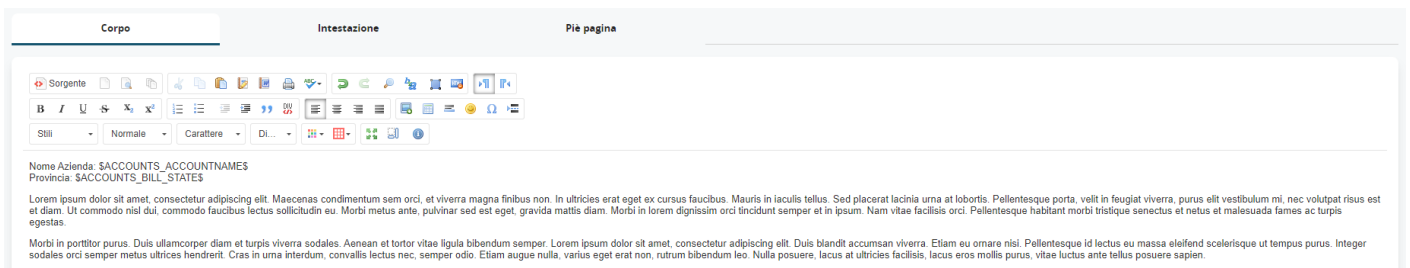 Corpo Intestazione Piè pagina
Sorgente
B I U S X₂ X²
Stili Normale Carattere Di...
Nome Azienda: $ACCOUNTS_ACCOUNTNAME$
Provincia: $ACCOUNTS_BILL_STATE$
Lorem ipsum dolor sit amet, consectetur adipiscing elit. Maecenas condimentum sem orci, et viverra magna finibus non. In ultricies erat eget ex cursus faucibus. Mauris in iaculis tellus. Sed placerat lacinia urna at lobortis. Pellentesque porta, velit in feugiat viverra, purus elit vestibulum mi, nec volutpat risus est
et diam. Ut commodo nisl dui, commodo faucibus lectus sollicitudin eu. Morbi metus ante, pulvinar sed est eget, gravida mattis diam. Morbi in lorem dignissim orci tincidunt semper et in ipsum. Nam vitae facilisis orci. Pellentesque habitant morbi tristique senectus et netus et malesuada fames ac turpis
egestas.
Morbi in porttitor purus. Duis ullamcorper diam et turpis viverra sodales. Aenean et tortor vitae ligula bibendum semper. Lorem ipsum dolor sit amet, consectetur adipiscing elit. Duis blandit accumsan viverra. Etiam eu ornare nisi. Pellentesque id lectus eu massa eleifend scelerisque ut tempus purus. Integer
sodales orci semper metus ultrices hendrerit. Cras in urna interdum, convallis lectus nec, semper odio. Etiam augue nulla, varius eget erat non, rutrum bibendum leo. Nulla posuere, lacus at ultricies facilisis, lacus eros mollis purus, vitae luctus ante tellus posuere sapien.